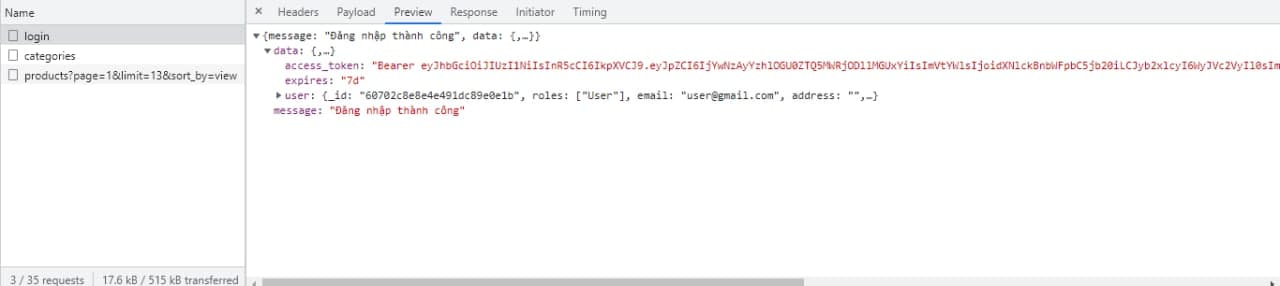 Name
× Headers Payload Preview Response Initiator Timing
login
categories
products?page=1&limit=13&sort_by=view
▼{message: "Đăng nhập thành công", data: {,…}}
▼data: {,…}
access_token: "Bearer
expires: "7d"
▶user: {_id: "60702c8e8e4e491dc89e0e1b", roles: ["User"], email: "user@gmail.com", address: "",…}
message: "Đăng nhập thành công"
3 / 35 requests 17.6 kB / 515 kB transferred